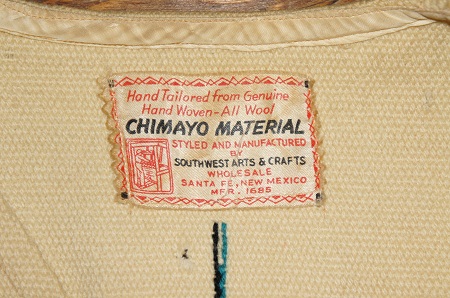 Hand Tailored from Genuine
Hand Woven-All Wool
CHIMAYO MATERIAL
STYLED AND MANUFACTURED
BY
SOUTHWEST ARTS & CRAFTS
WHOLESALE
SANTA FÉ, NEW MEXICO
MFR. 1685